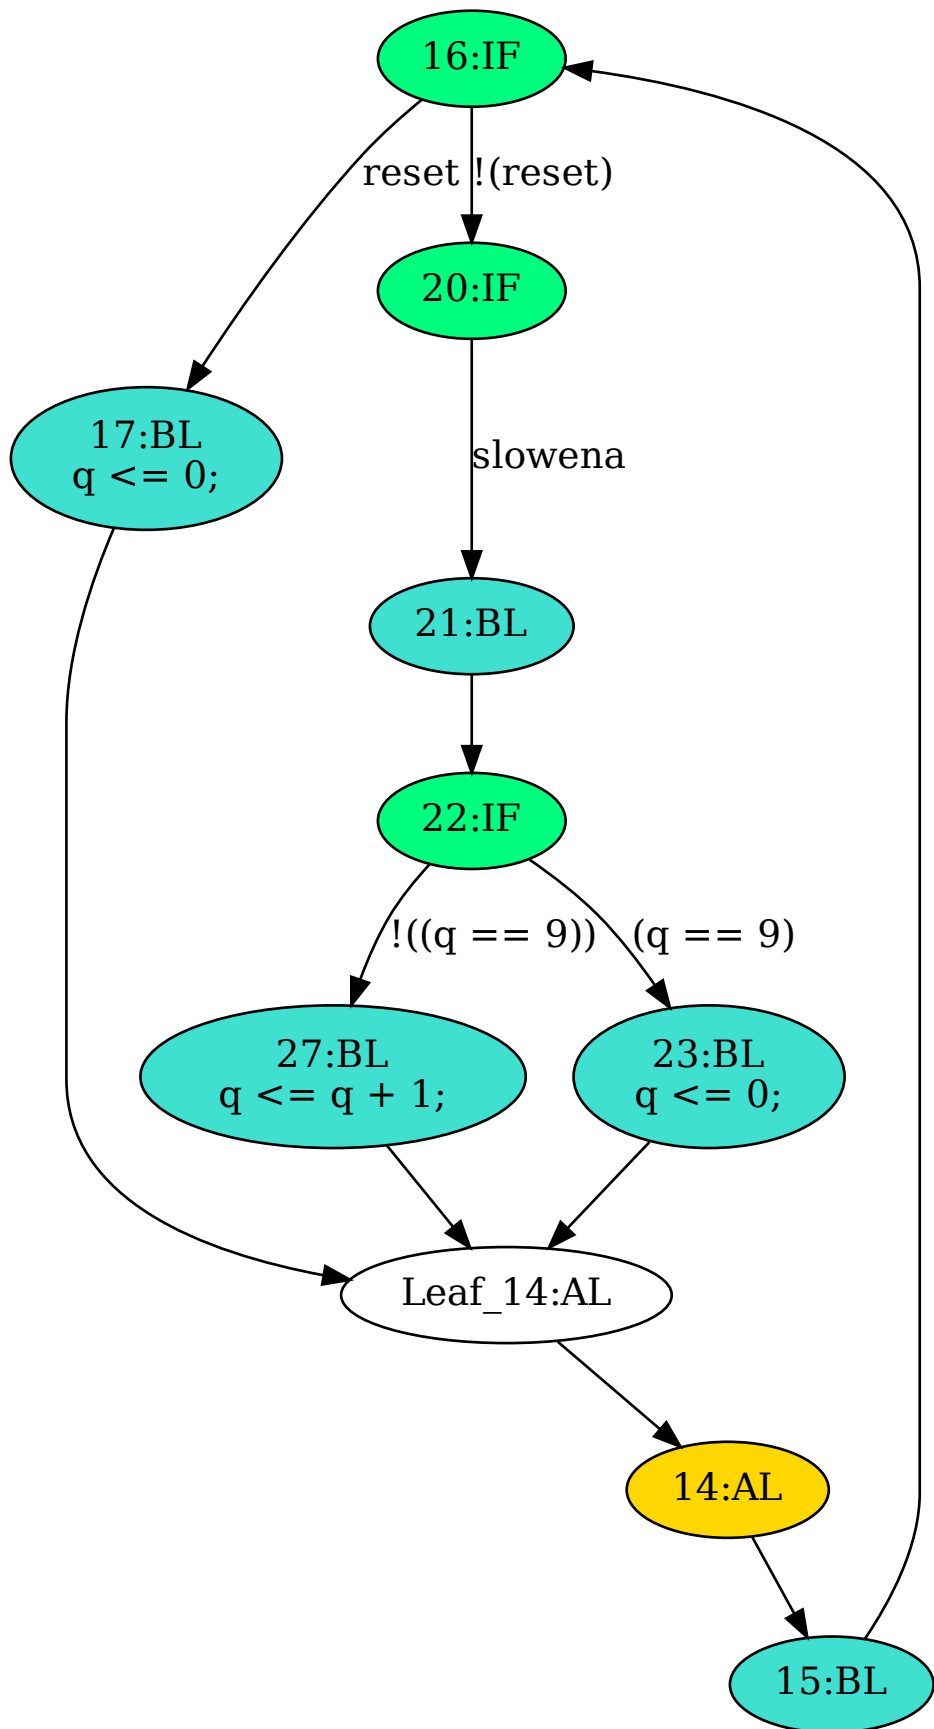 16:IF
reset !(reset)
20:IF
17:BL
q <= 0;
slowena
21:BL
22:IF
!((q == 9)) (q == 9)
27:BL
q <= q + 1;
23:BL
q <= 0;
Leaf_14:AL
14:AL
15:BL